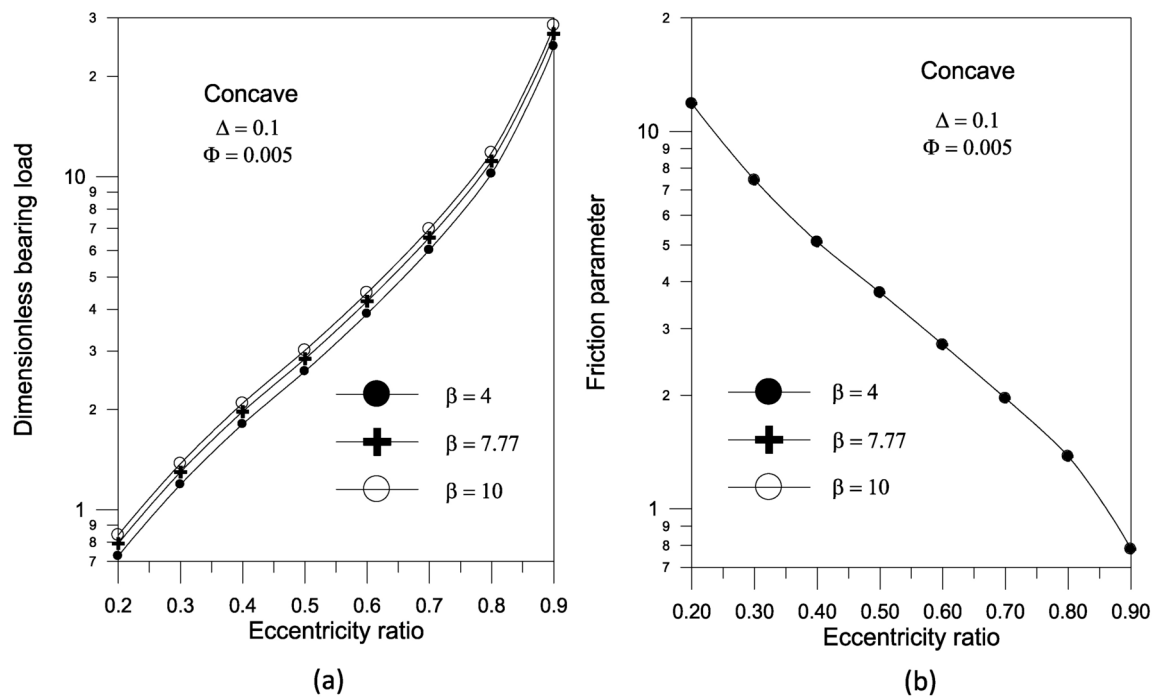 3
2
10
9
8
7
6
5
4
3
2
1
9
8
7
Dimensionless bearing load
Concave
Δ = 0.1
Φ = 0.005
β = 4
β = 7.77
β = 10
0.2 0.3 0.4 0.5 0.6 0.7 0.8 0.9
Eccentricity ratio
(a)
2
10
9
8
7
6
5
4
3
2
1
9
8
7
Friction parameter
Concave
Δ = 0.1
Φ = 0.005
β = 4
β = 7.77
β = 10
0.20 0.30 0.40 0.50 0.60 0.70 0.80 0.90
Eccentricity ratio
(b)